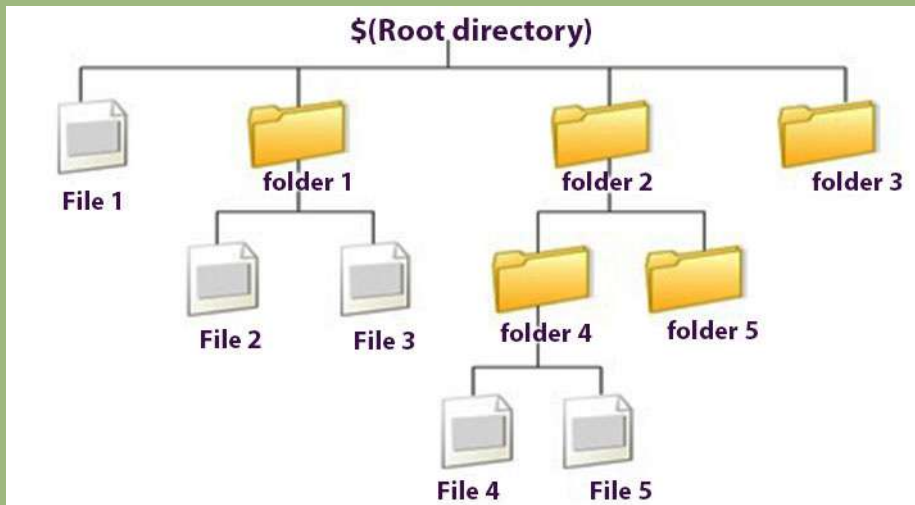 $(Root directory)
File 1
folder 1
folder 2
folder 3
File 2
File 3
folder 4
folder 5
File 4
File 5